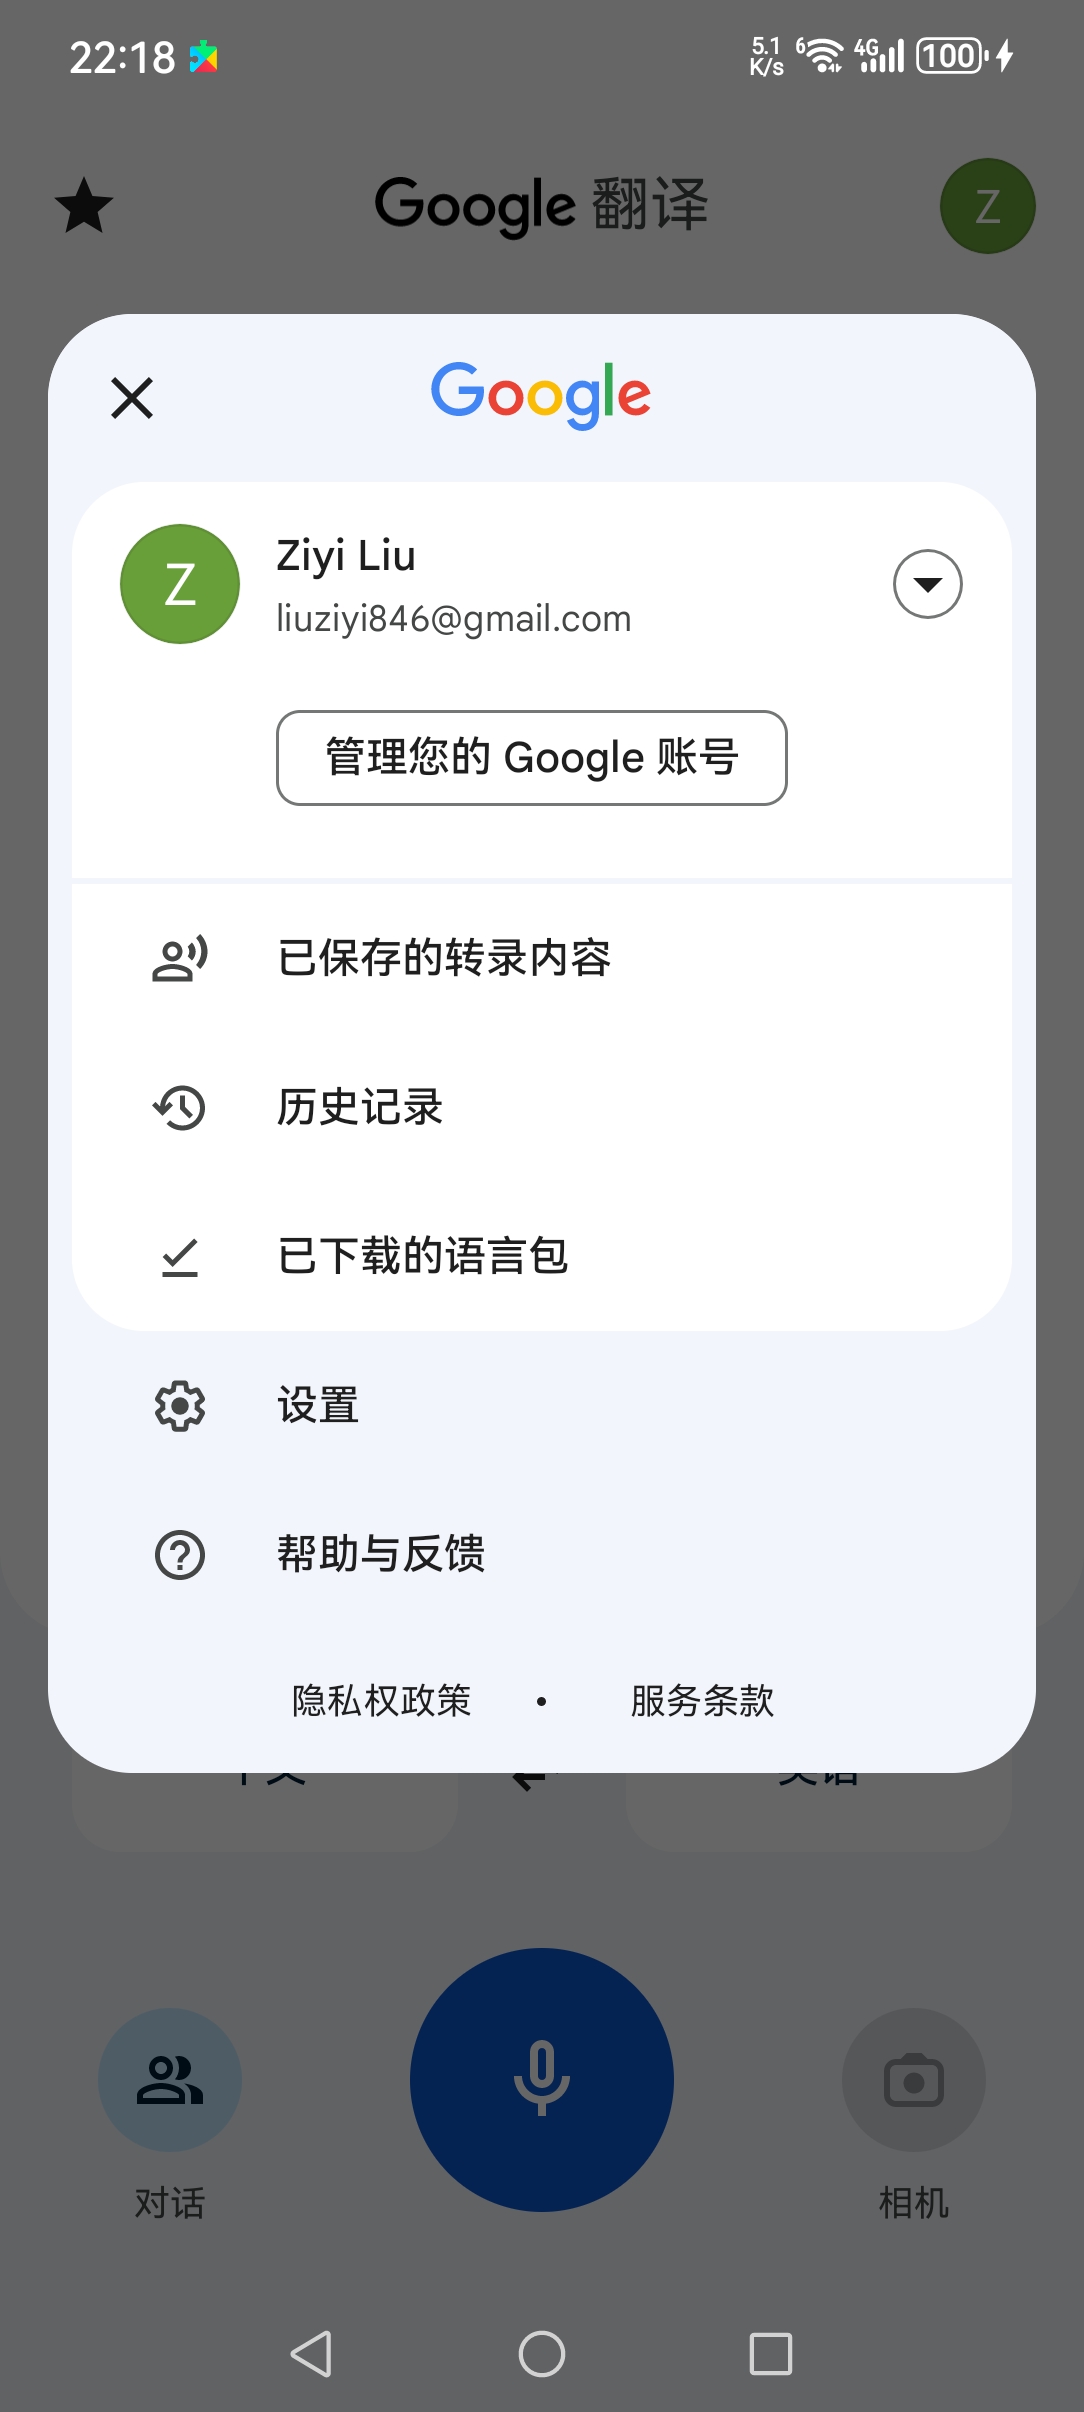 22:18
5.1 K/s 6 4G 100
Google 翻译
Z
Google
Z
Ziyi Liu
liuziyi846@gmail.com
管理您的 Google 账号
已保存的转录内容
历史记录
已下载的语言包
设置
帮助与反馈
隐私权政策 • 服务条款
对话
相机